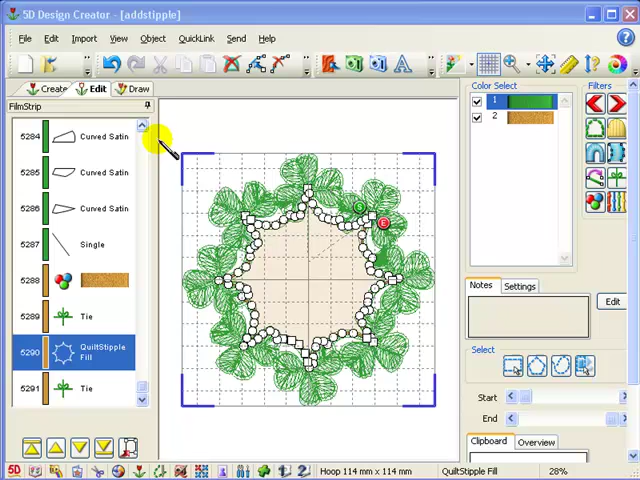 5D Design Creator - [addstipple]
File Edit Import View Object QuickLink Send Help
Create Edit Draw
FilmStrip
5284 Curved Satin
5285 Curved Satin
5286 Curved Satin
5287 Single
5288
5289 Tie
5290 QuiltStipple
Fill
5291 Tie
S
E
Color Select
1
2
Filters
Notes Settings
Edit
Select
Start
End
Clipboard Overview
5D
Hoop 114 mm x 114 mm QuiltStipple Fill 28%